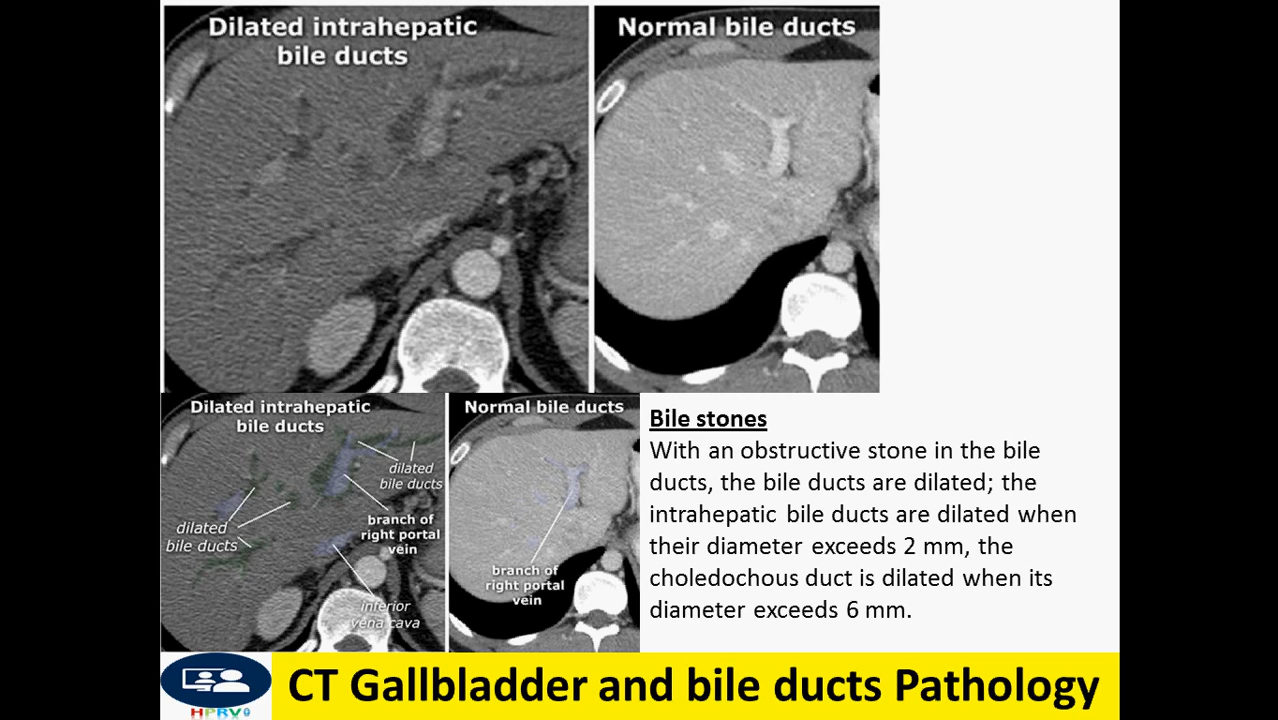 Dilated intrahepatic
bile ducts
Normal bile ducts
Dilated intrahepatic
bile ducts
dilated
bile ducts
dilated
bile ducts
branch of
right portal
vein
inferior
vena cava
Normal bile ducts
branch of
right portal
vein
Bile stones
With an obstructive stone in the bile
ducts, the bile ducts are dilated; the
intrahepatic bile ducts are dilated when
their diameter exceeds 2 mm, the
choledochous duct is dilated when its
diameter exceeds 6 mm.
HPRV
CT Gallbladder and bile ducts Pathology